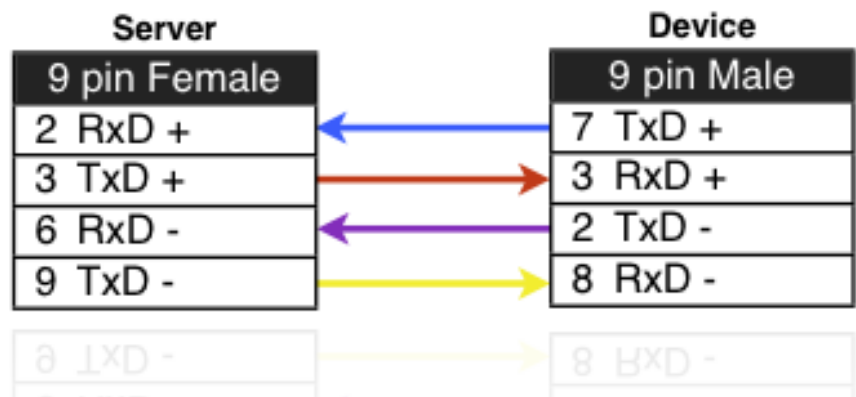 Server Device
9 pin Female 9 pin Male
2 RxD + 7 TxD +
3 TxD + 3 RxD +
6 RxD - 2 TxD -
9 TxD - 8 RxD -